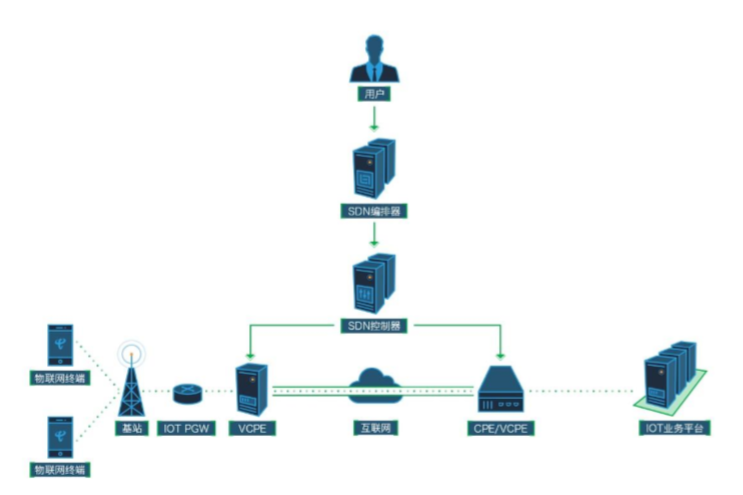 用户
SDN编排器
SDN控制器
物联网终端
物联网终端
基站
IOT PGW
VCPE
互联网
CPE/VCPE
IOT业务平台